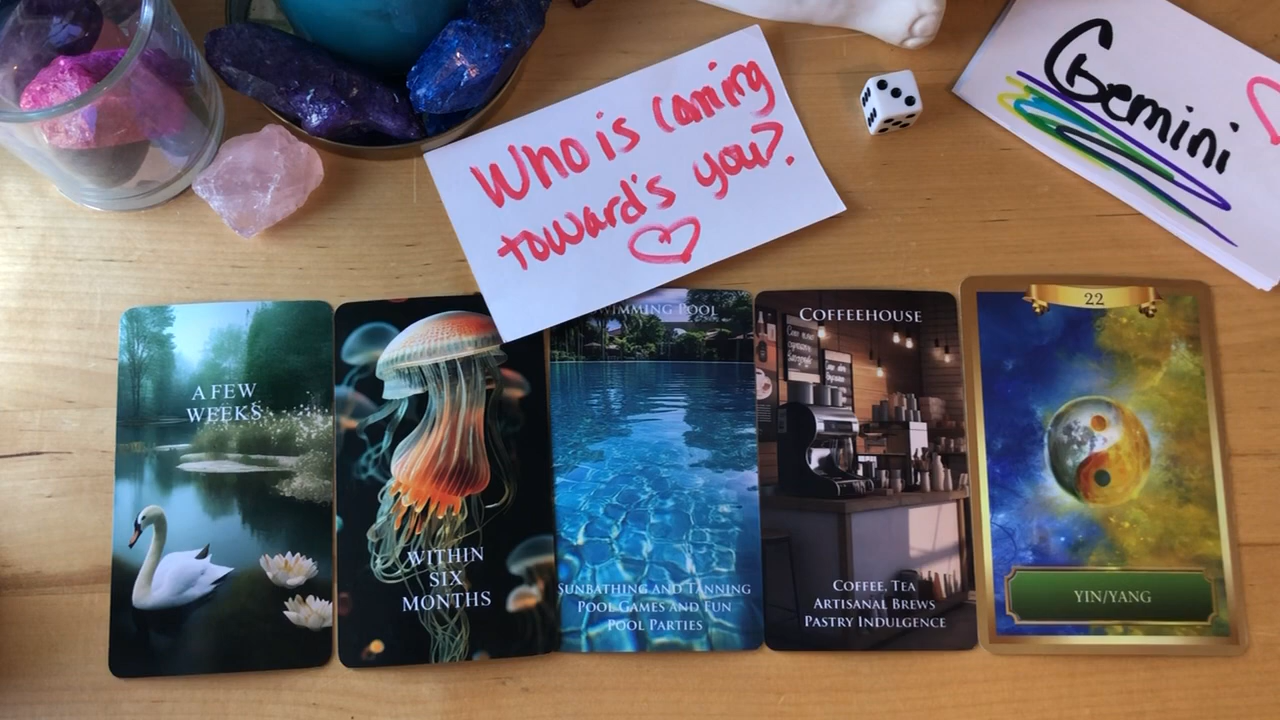 Gemini
Who is coming
toward's you?.
A FEW
WEEKS
WITHIN
SIX
MONTHS
SWIMMING POOL
SUNBATHING AND TANNING
POOL GAMES AND FUN
POOL PARTIES
COFFEEHOUSE
COFFEE, TEA
ARTISANAL BREWS
PASTRY INDULGENCE
22
YIN/YANG